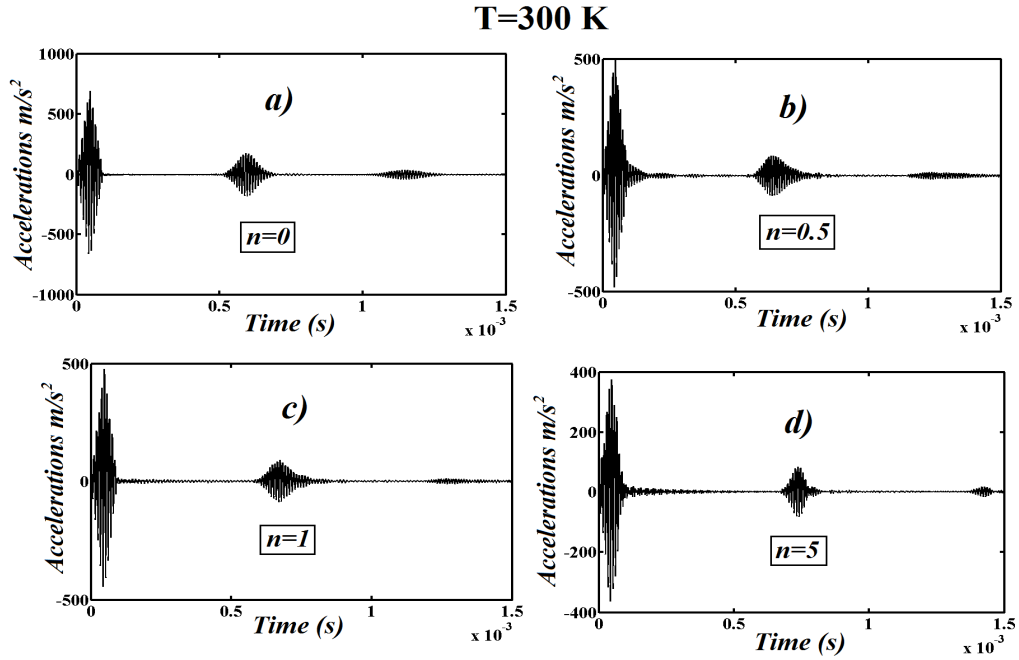 T=300 K
Accelerations m/s²
1000
500
0
-500
-1000
a)
n=0
0
0.5
1
1.5
Time (s)
x 10⁻³
Accelerations m/s²
500
0
-500
b)
n=0.5
0
0.5
1
1.5
Time (s)
x 10⁻³
Accelerations m/s²
500
0
-500
c)
n=1
0
0.5
1
1.5
Time (s)
x 10⁻³
Accelerations m/s²
400
200
0
-200
-400
d)
n=5
0
0.5
1
1.5
Time (s)
x 10⁻³